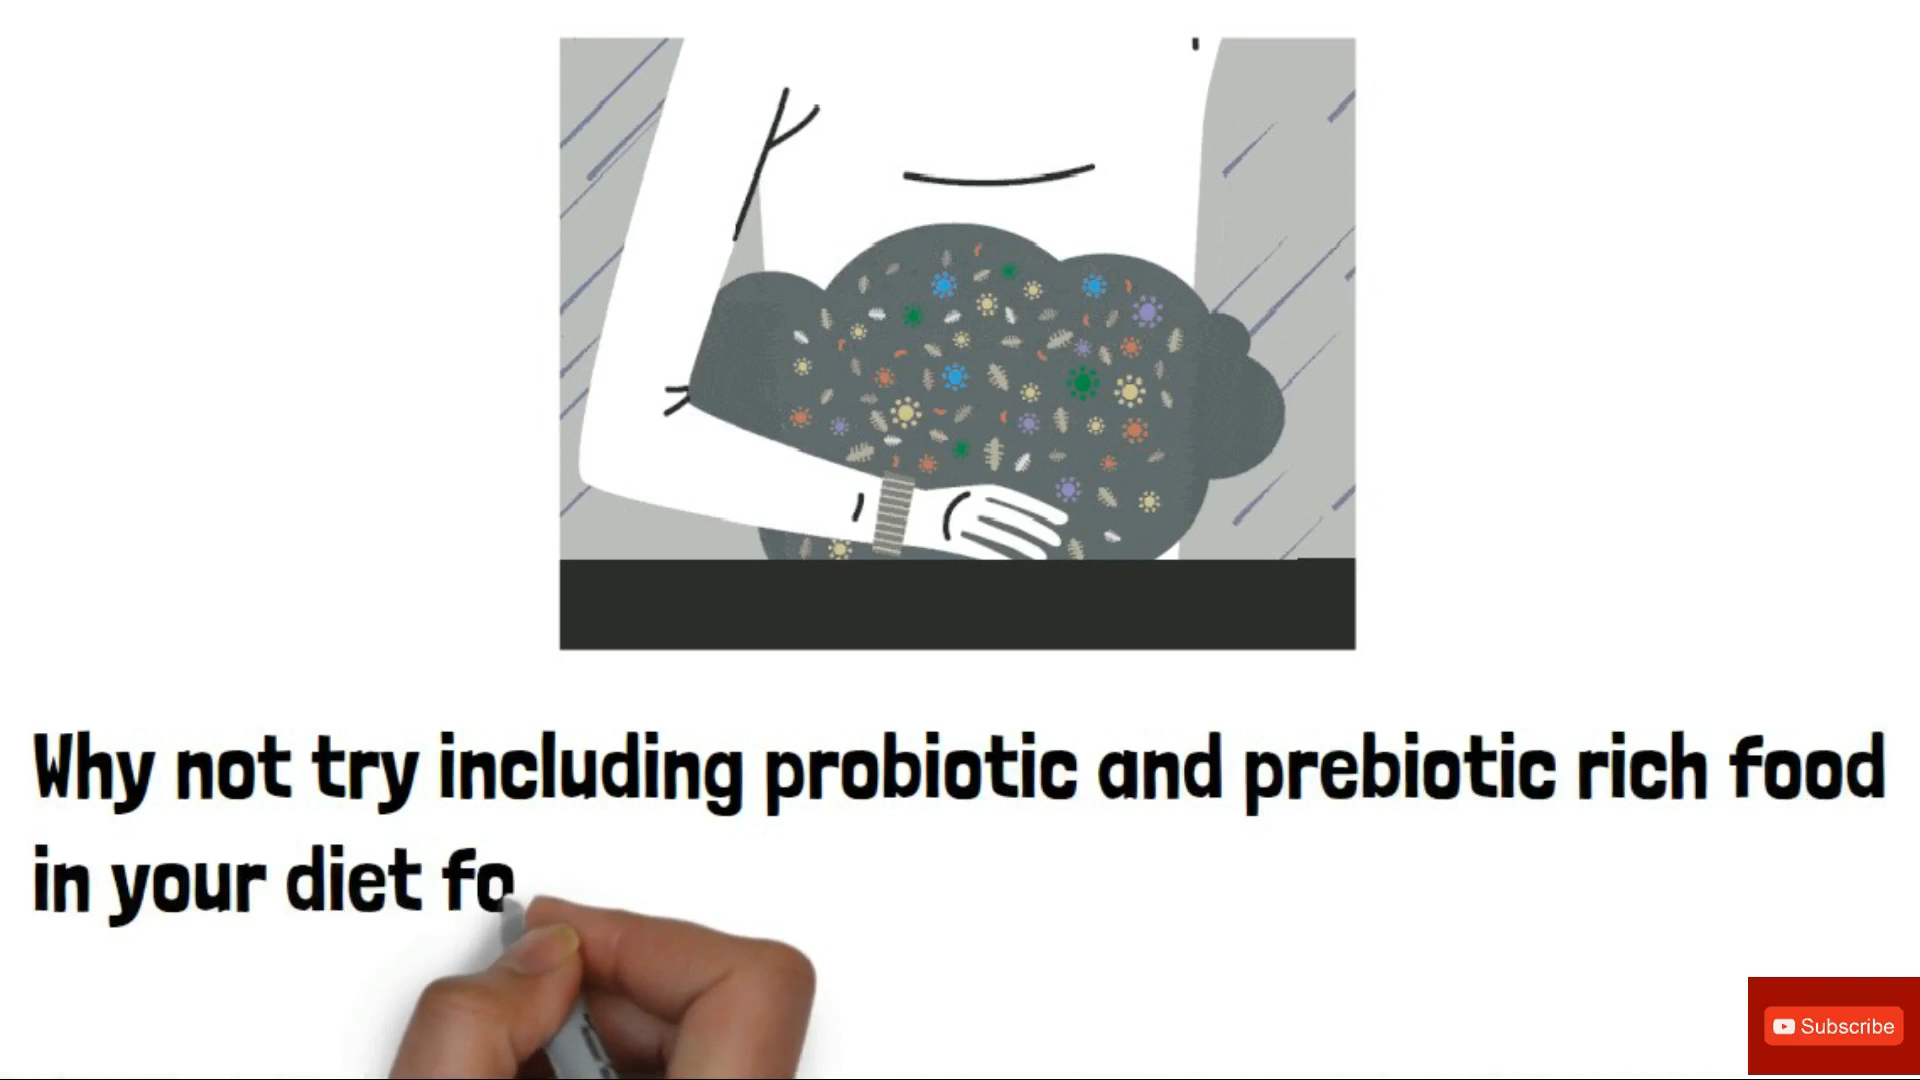 Why not try including probiotic and prebiotic rich food
in your diet fo
Subscribe